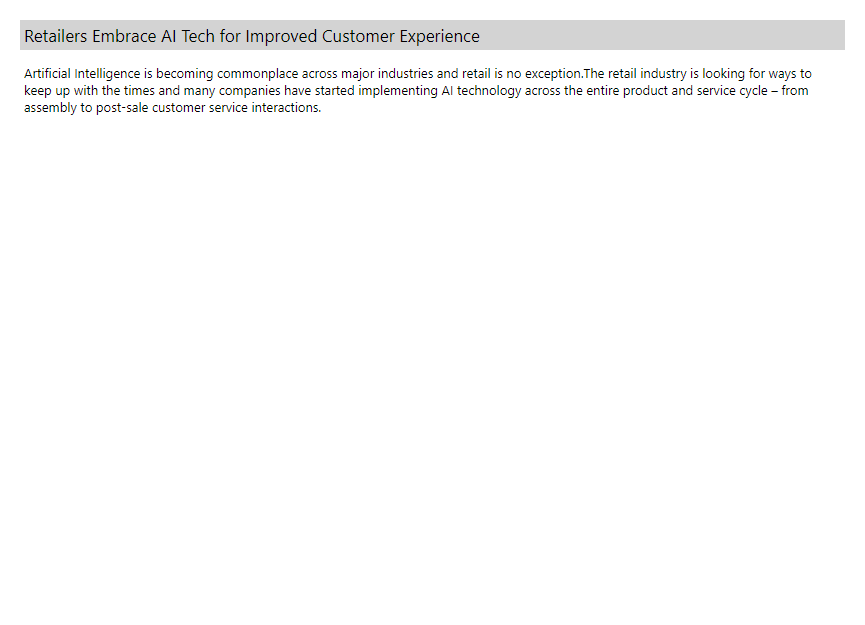 Retailers Embrace AI Tech for Improved Customer Experience
Artificial Intelligence is becoming commonplace across major industries and retail is no exception.The retail industry is looking for ways to
keep up with the times and many companies have started implementing AI technology across the entire product and service cycle – from
assembly to post-sale customer service interactions.